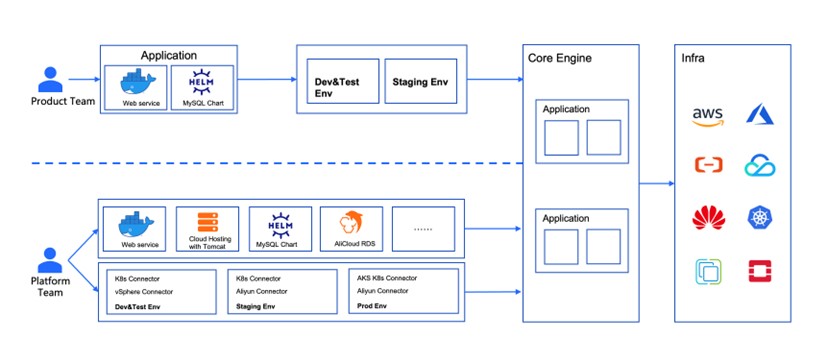 Application
Web service
HELM
MySQL Chart
Product Team
Dev&Test
Env
Staging Env
Core Engine
Application
Application
Infra
aws
Platform
Team
Web service
Cloud Hosting
with Tomcat
HELM
MySQL Chart
AliCloud RDS
......
K8s Connector
vSphere Connector
Dev&Test Env
K8s Connector
Aliyun Connector
Staging Env
AKS K8s Connector
Aliyun Connector
Prod Env